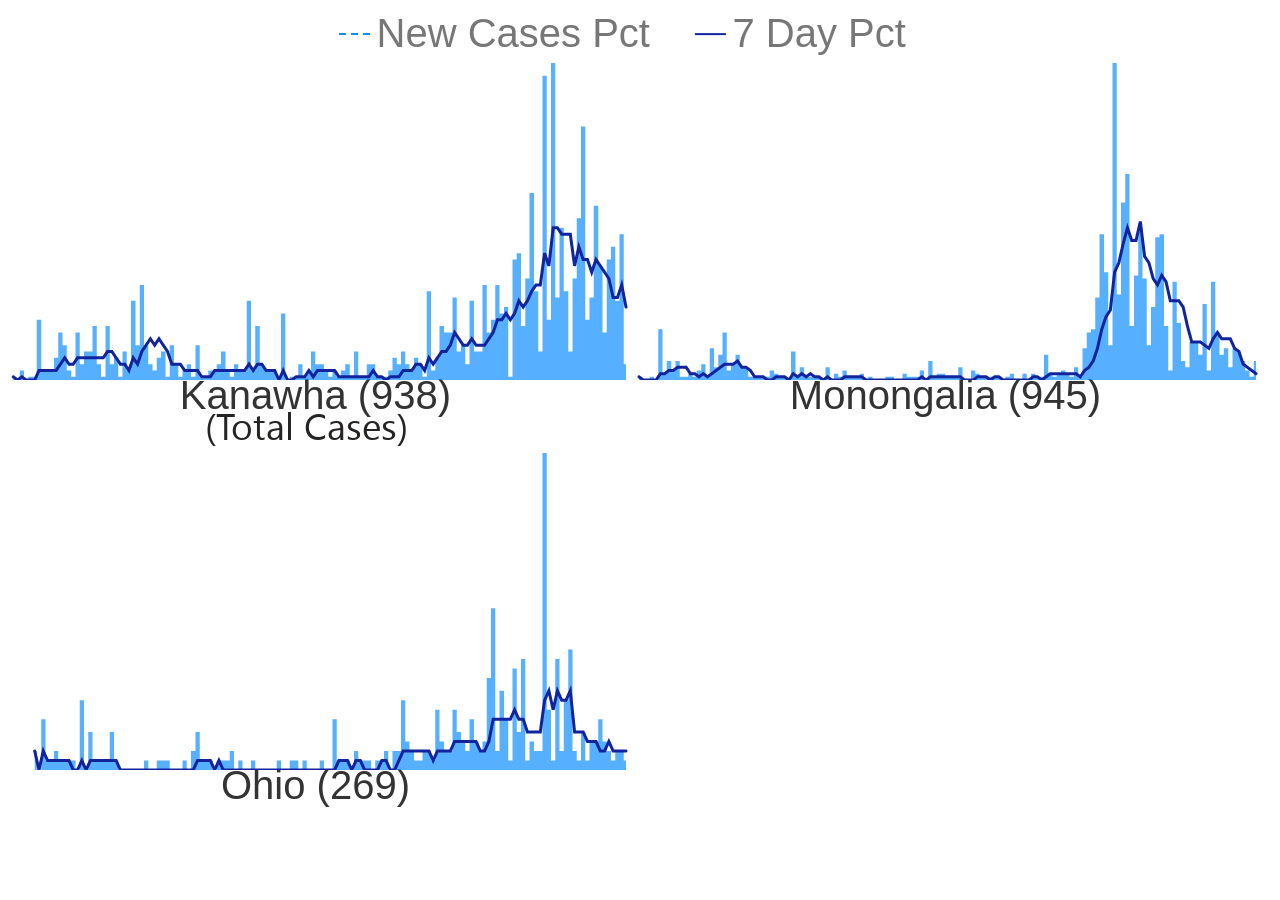 New Cases Pct 7 Day Pct
Kanawha (938)
(Total Cases)
Monongalia (945)
Ohio (269)